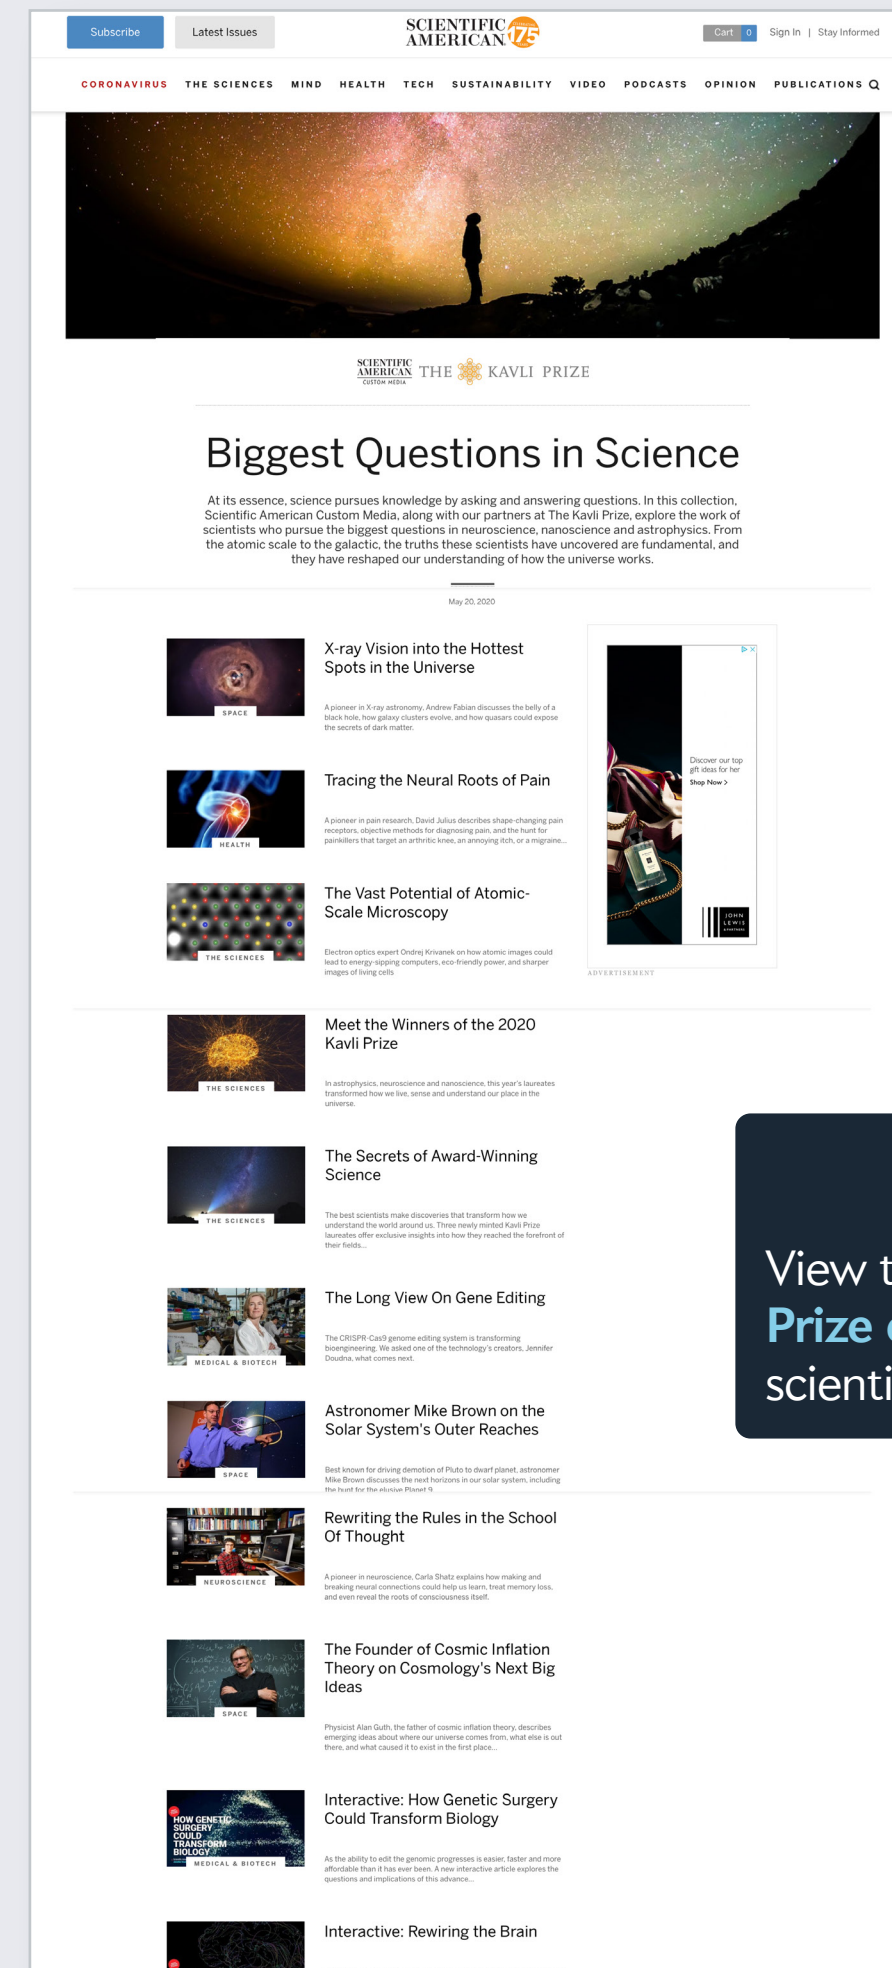 Subscribe
Latest Issues
SCIENTIFIC
AMERICAN
175
Cart 0
Sign In | Stay Informed
CORONAVIRUS THE SCIENCES MIND HEALTH TECH SUSTAINABILITY VIDEO PODCASTS OPINION PUBLICATIONS
SCIENTIFIC
AMERICAN
CUSTOM MEDIA
THE KAVLI PRIZE
Biggest Questions in Science
At its essence, science pursues knowledge by asking and answering questions. In this collection,
Scientific American Custom Media, along with our partners at The Kavli Prize, explore the work of
scientists who pursue the biggest questions in neuroscience, nanoscience and astrophysics. From
the atomic scale to the galactic, the truths these scientists have uncovered are fundamental, and
they have reshaped our understanding of how the universe works.
May 20, 2020
SPACE
X-ray Vision into the Hottest
Spots in the Universe
A pioneer in X-ray astronomy, Andrew Fabian discusses the belly of a
black hole, how galaxy clusters evolve, and how quasars could expose
the secrets of dark matter.
HEALTH
Tracing the Neural Roots of Pain
A pioneer in pain research, David Julius describes shape-changing pain
receptors, objective methods for diagnosing pain, and the hunt for
painkillers that target an arthritic knee, an annoying itch, or a migraine...
THE SCIENCES
The Vast Potential of Atomic-
Scale Microscopy
Electron optics expert Ondrej Krivanek on how atomic images could
lead to energy-sipping computers, eco-friendly power, and sharper
images of living cells
Discover our top
gift ideas for her
Shop Now >
JOHN
LEWIS
& PARTNERS
ADVERTISEMENT
THE SCIENCES
Meet the Winners of the 2020
Kavli Prize
In astrophysics, neuroscience and nanoscience, this year's laureates
transformed how we live, sense and understand our place in the
universe.
THE SCIENCES
The Secrets of Award-Winning
Science
The best scientists make discoveries that transform how we
understand the world around us. Three newly minted Kavli Prize
laureates offer exclusive insights into how they reached the forefront of
their fields...
View t
Prize
scienti
MEDICAL & BIOTECH
The Long View On Gene Editing
The CRISPR-Cas9 genome editing system is transforming
bioengineering. We asked one of the technology's creators, Jennifer
Doudna, what comes next.
SPACE
Astronomer Mike Brown on the
Solar System's Outer Reaches
Best known for driving demotion of Pluto to dwarf planet, astronomer
Mike Brown discusses the next horizons in our solar system, including
the hunt for the elusive Planet 9.
NEUROSCIENCE
Rewriting the Rules in the School
Of Thought
A pioneer in neuroscience, Carla Shatz explains how making and
breaking neural connections could help us learn, treat memory loss,
and even reveal the roots of consciousness itself.
SPACE
The Founder of Cosmic Inflation
Theory on Cosmology's Next Big
Ideas
Physicist Alan Guth, the father of cosmic inflation theory, describes
emerging ideas about where our universe comes from, what else is out
there, and what caused it to exist in the first place...
HOW GENETIC
SURGERY
COULD
TRANSFORM
BIOLOGY
MEDICAL & BIOTECH
Interactive: How Genetic Surgery
Could Transform Biology
As the ability to edit the genomic progresses is easier, faster and more
affordable than it has ever been. A new interactive article explores the
questions and implications of this advance...
Interactive: Rewiring the Brain